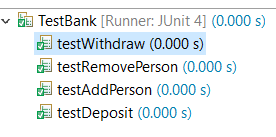 TestBank [Runner: JUnit 4] (0.000 s)
testWithdraw (0.000 s)
testRemovePerson (0.000 s)
testAddPerson (0.000 s)
testDeposit (0.000 s)